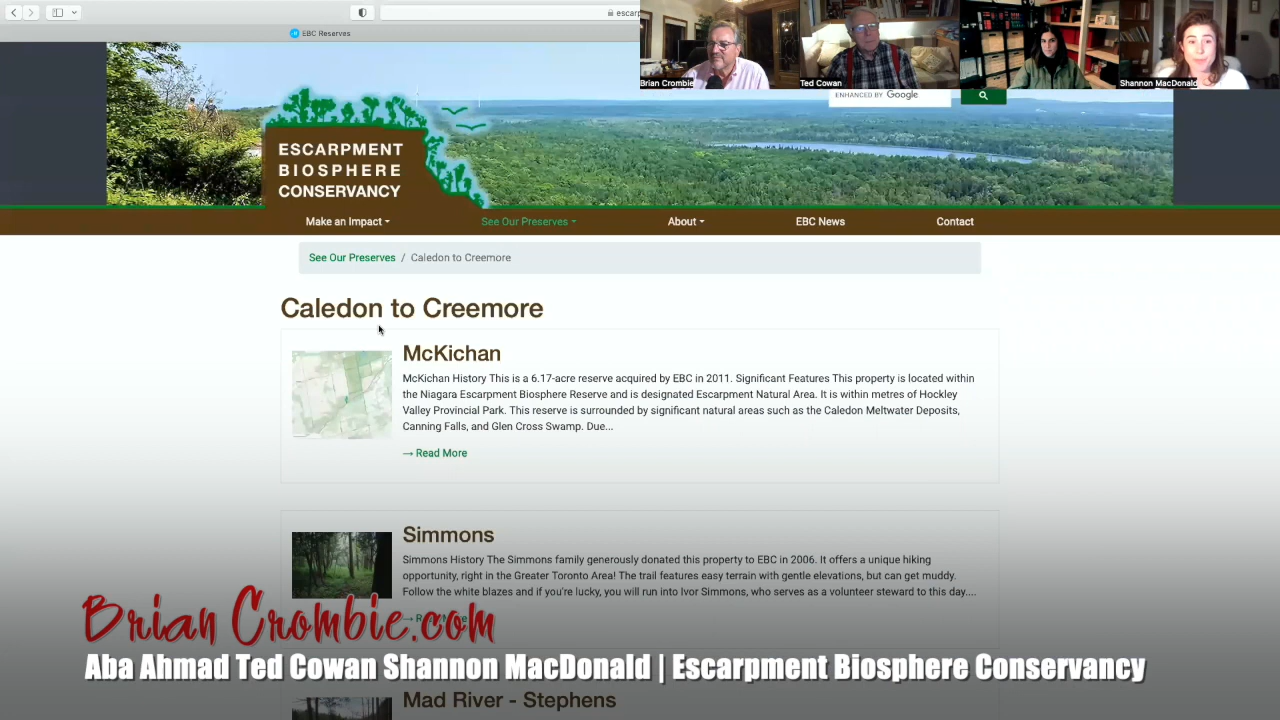 EBC Reserves
escarp
Brian Crombie
Ted Cowan
Shannon MacDonald
ENHANCED BY Google
ESCARPMENT
BIOSPHERE
CONSERVANCY
Make an Impact
See Our Preserves
About
EBC News
Contact
See Our Preserves / Caledon to Creemore
Caledon to Creemore
McKichan
McKichan History This is a 6.17-acre reserve acquired by EBC in 2011. Significant Features This property is located within
the Niagara Escarpment Biosphere Reserve and is designated Escarpment Natural Area. It is within metres of Hockley
Valley Provincial Park. This reserve is surrounded by significant natural areas such as the Caledon Meltwater Deposits,
Canning Falls, and Glen Cross Swamp. Due...
→ Read More
Simmons
Simmons History The Simmons family generously donated this property to EBC in 2006. It offers a unique hiking
opportunity, right in the Greater Toronto Area! The trail features easy terrain with gentle elevations, but can get muddy.
Follow the white blazes and if you're lucky, you will run into Ivor Simmons, who serves as a volunteer steward to this day....
Brian Crombie.com
Aba Ahmad Ted Cowan Shannon MacDonald | Escarpment Biosphere Conservancy
Mad River - Stephens